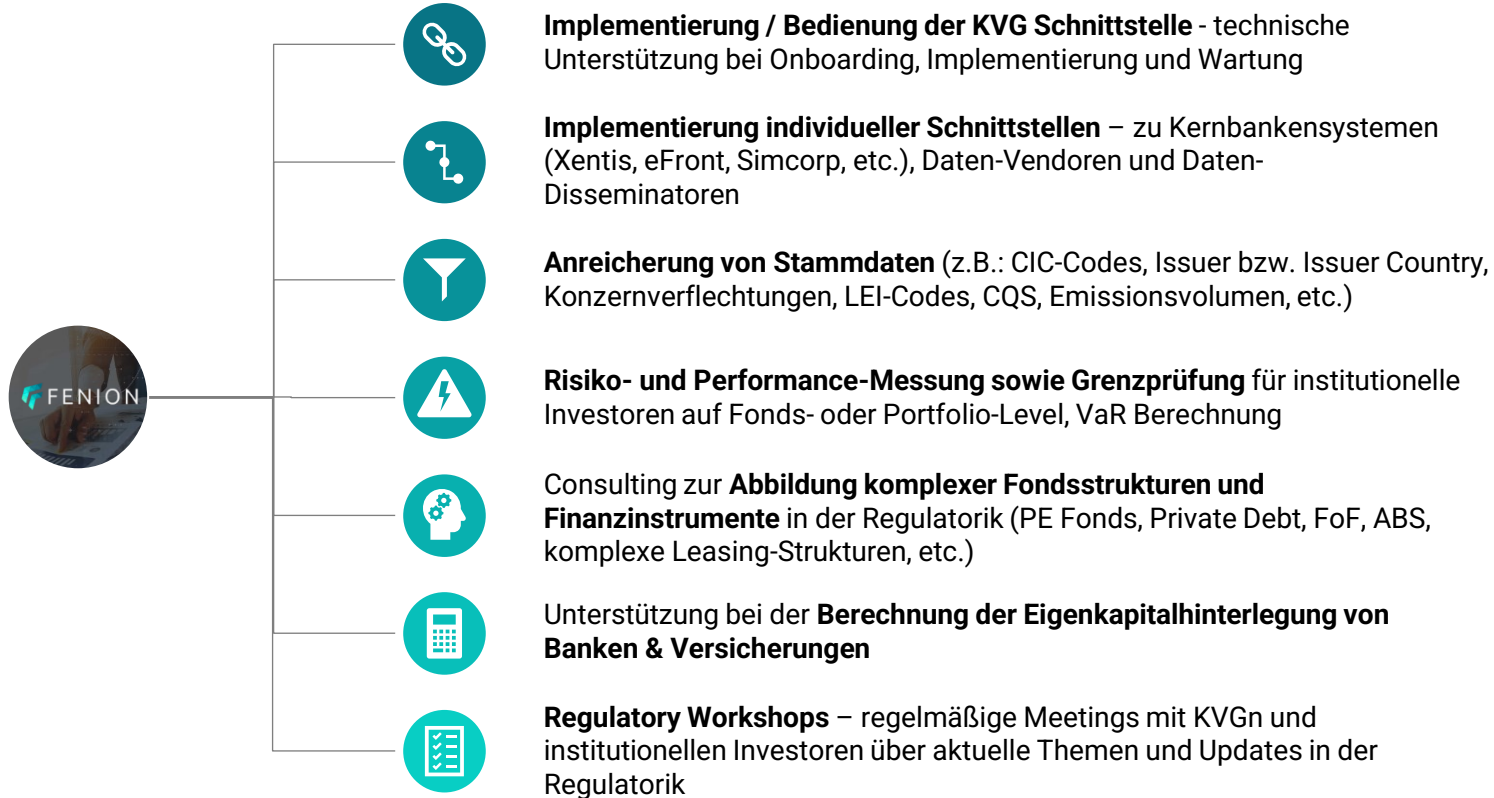 Implementierung / Bedienung der KVG Schnittstelle - technische
Unterstützung bei Onboarding, Implementierung und Wartung
Implementierung individueller Schnittstellen – zu Kernbankensystemen
(Xentis, eFront, Simcorp, etc.), Daten-Vendoren und Daten-
Disseminatoren
Anreicherung von Stammdaten (z.B.: CIC-Codes, Issuer bzw. Issuer Country,
Konzernverflechtungen, LEI-Codes, CQS, Emissionsvolumen, etc.)
FENION
Risiko- und Performance-Messung sowie Grenzprüfung für institutionelle
Investoren auf Fonds- oder Portfolio-Level, VaR Berechnung
Consulting zur Abbildung komplexer Fondsstrukturen und
Finanzinstrumente in der Regulatorik (PE Fonds, Private Debt, FoF, ABS,
komplexe Leasing-Strukturen, etc.)
Unterstützung bei der Berechnung der Eigenkapitalhinterlegung von
Banken & Versicherungen
Regulatory Workshops – regelmäßige Meetings mit KVGn und
institutionellen Investoren über aktuelle Themen und Updates in der
Regulatorik